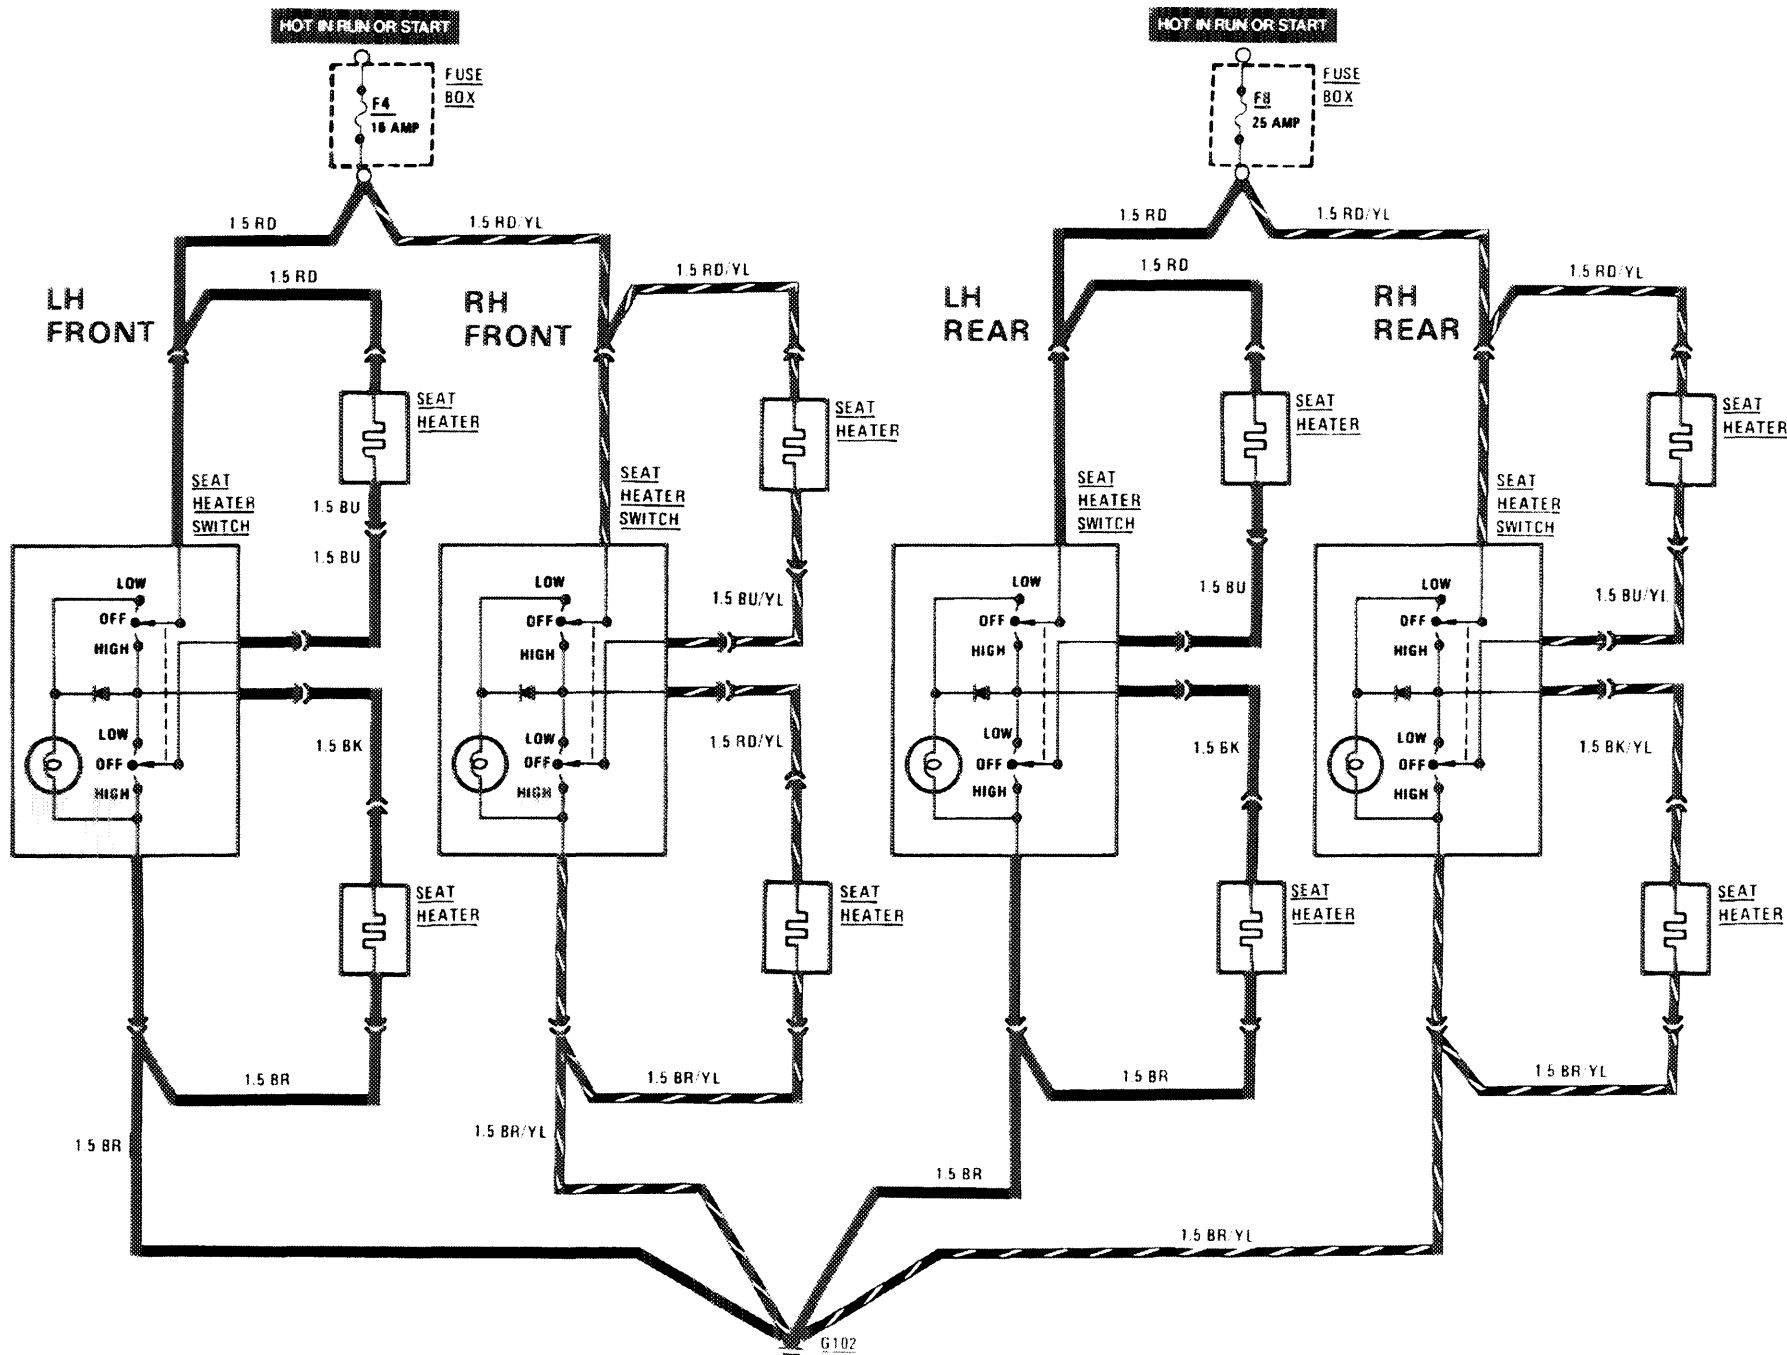 HOT IN RUN OR START
HOT IN RUN OR START
FUSE
BOX
F4
16 AMP
FUSE
BOX
F8
25 AMP
1.5 RD
1.5 RD/YL
1.5 RD
1.5 RD/YL
1.5 RD
1.5 RD/YL
1.5 RD
1.5 RD/YL
LH
FRONT
RH
FRONT
LH
REAR
RH
REAR
SEAT
HEATER
SEAT
HEATER
SEAT
HEATER
SEAT
HEATER
SEAT
HEATER
SWITCH
1.5 BU
SEAT
HEATER
SWITCH
SEAT
HEATER
SWITCH
SEAT
HEATER
SWITCH
1.5 BU
1.5 BU/YL
1.5 BU
1.5 BU/YL
LOW
OFF
HIGH
LOW
OFF
HIGH
LOW
OFF
HIGH
LOW
OFF
HIGH
LOW
OFF
HIGH
1.5 BK
LOW
OFF
HIGH
1.5 RD/YL
LOW
OFF
HIGH
1.5 BK
LOW
OFF
HIGH
1.5 BK/YL
SEAT
HEATER
SEAT
HEATER
SEAT
HEATER
SEAT
HEATER
1.5 BR
1.5 BR/YL
1.5 BR
1.5 BR/YL
1.5 BR
1.5 BR/YL
1.5 BR
1.5 BR/YL
G102